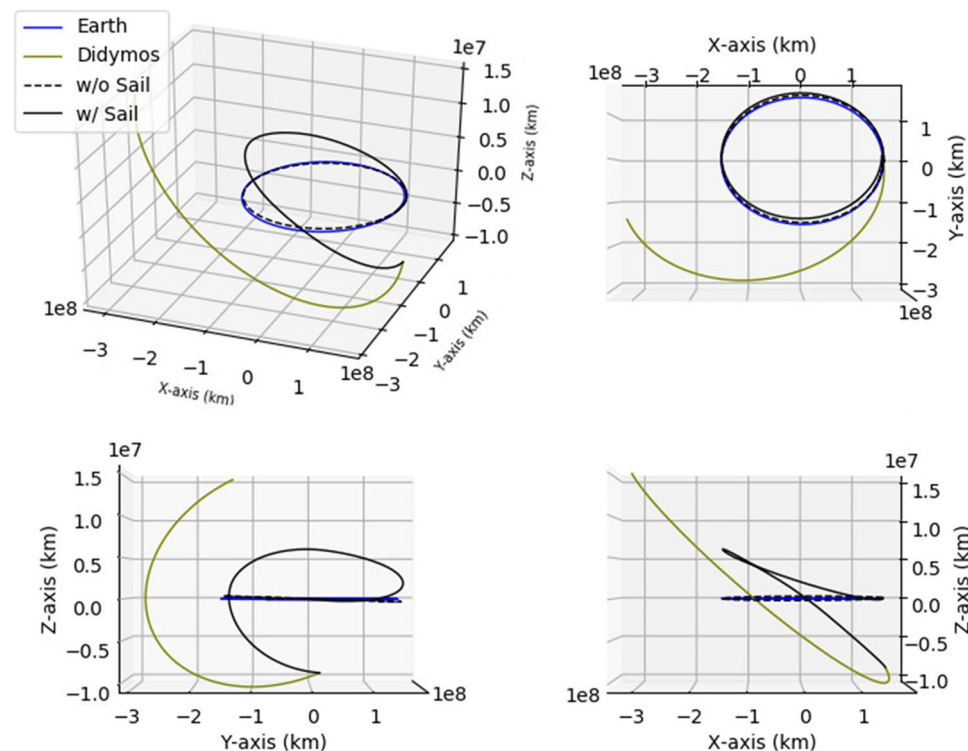 Earth
Didymos
w/o Sail
w/ Sail
1e7
1.5
1.0
0.5
0.0
−0.5
−1.0
Z-axis (km)
1e8
−3
−2
−1
0
1
X-axis (km)
1e8
−3
−2
−1
0
1
Y-axis (km)
X-axis (km)
1e8
−3
−2
−1
0
1
1
0
−1
−2
−3
Y-axis (km)
1e8
1e7
1.5
1.0
0.5
0.0
−0.5
−1.0
Z-axis (km)
−3
−2
−1
0
1
1e8
Y-axis (km)
1e7
1.5
1.0
0.5
0.0
−0.5
−1.0
Z-axis (km)
1e8
−3
−2
−1
0
1
X-axis (km)